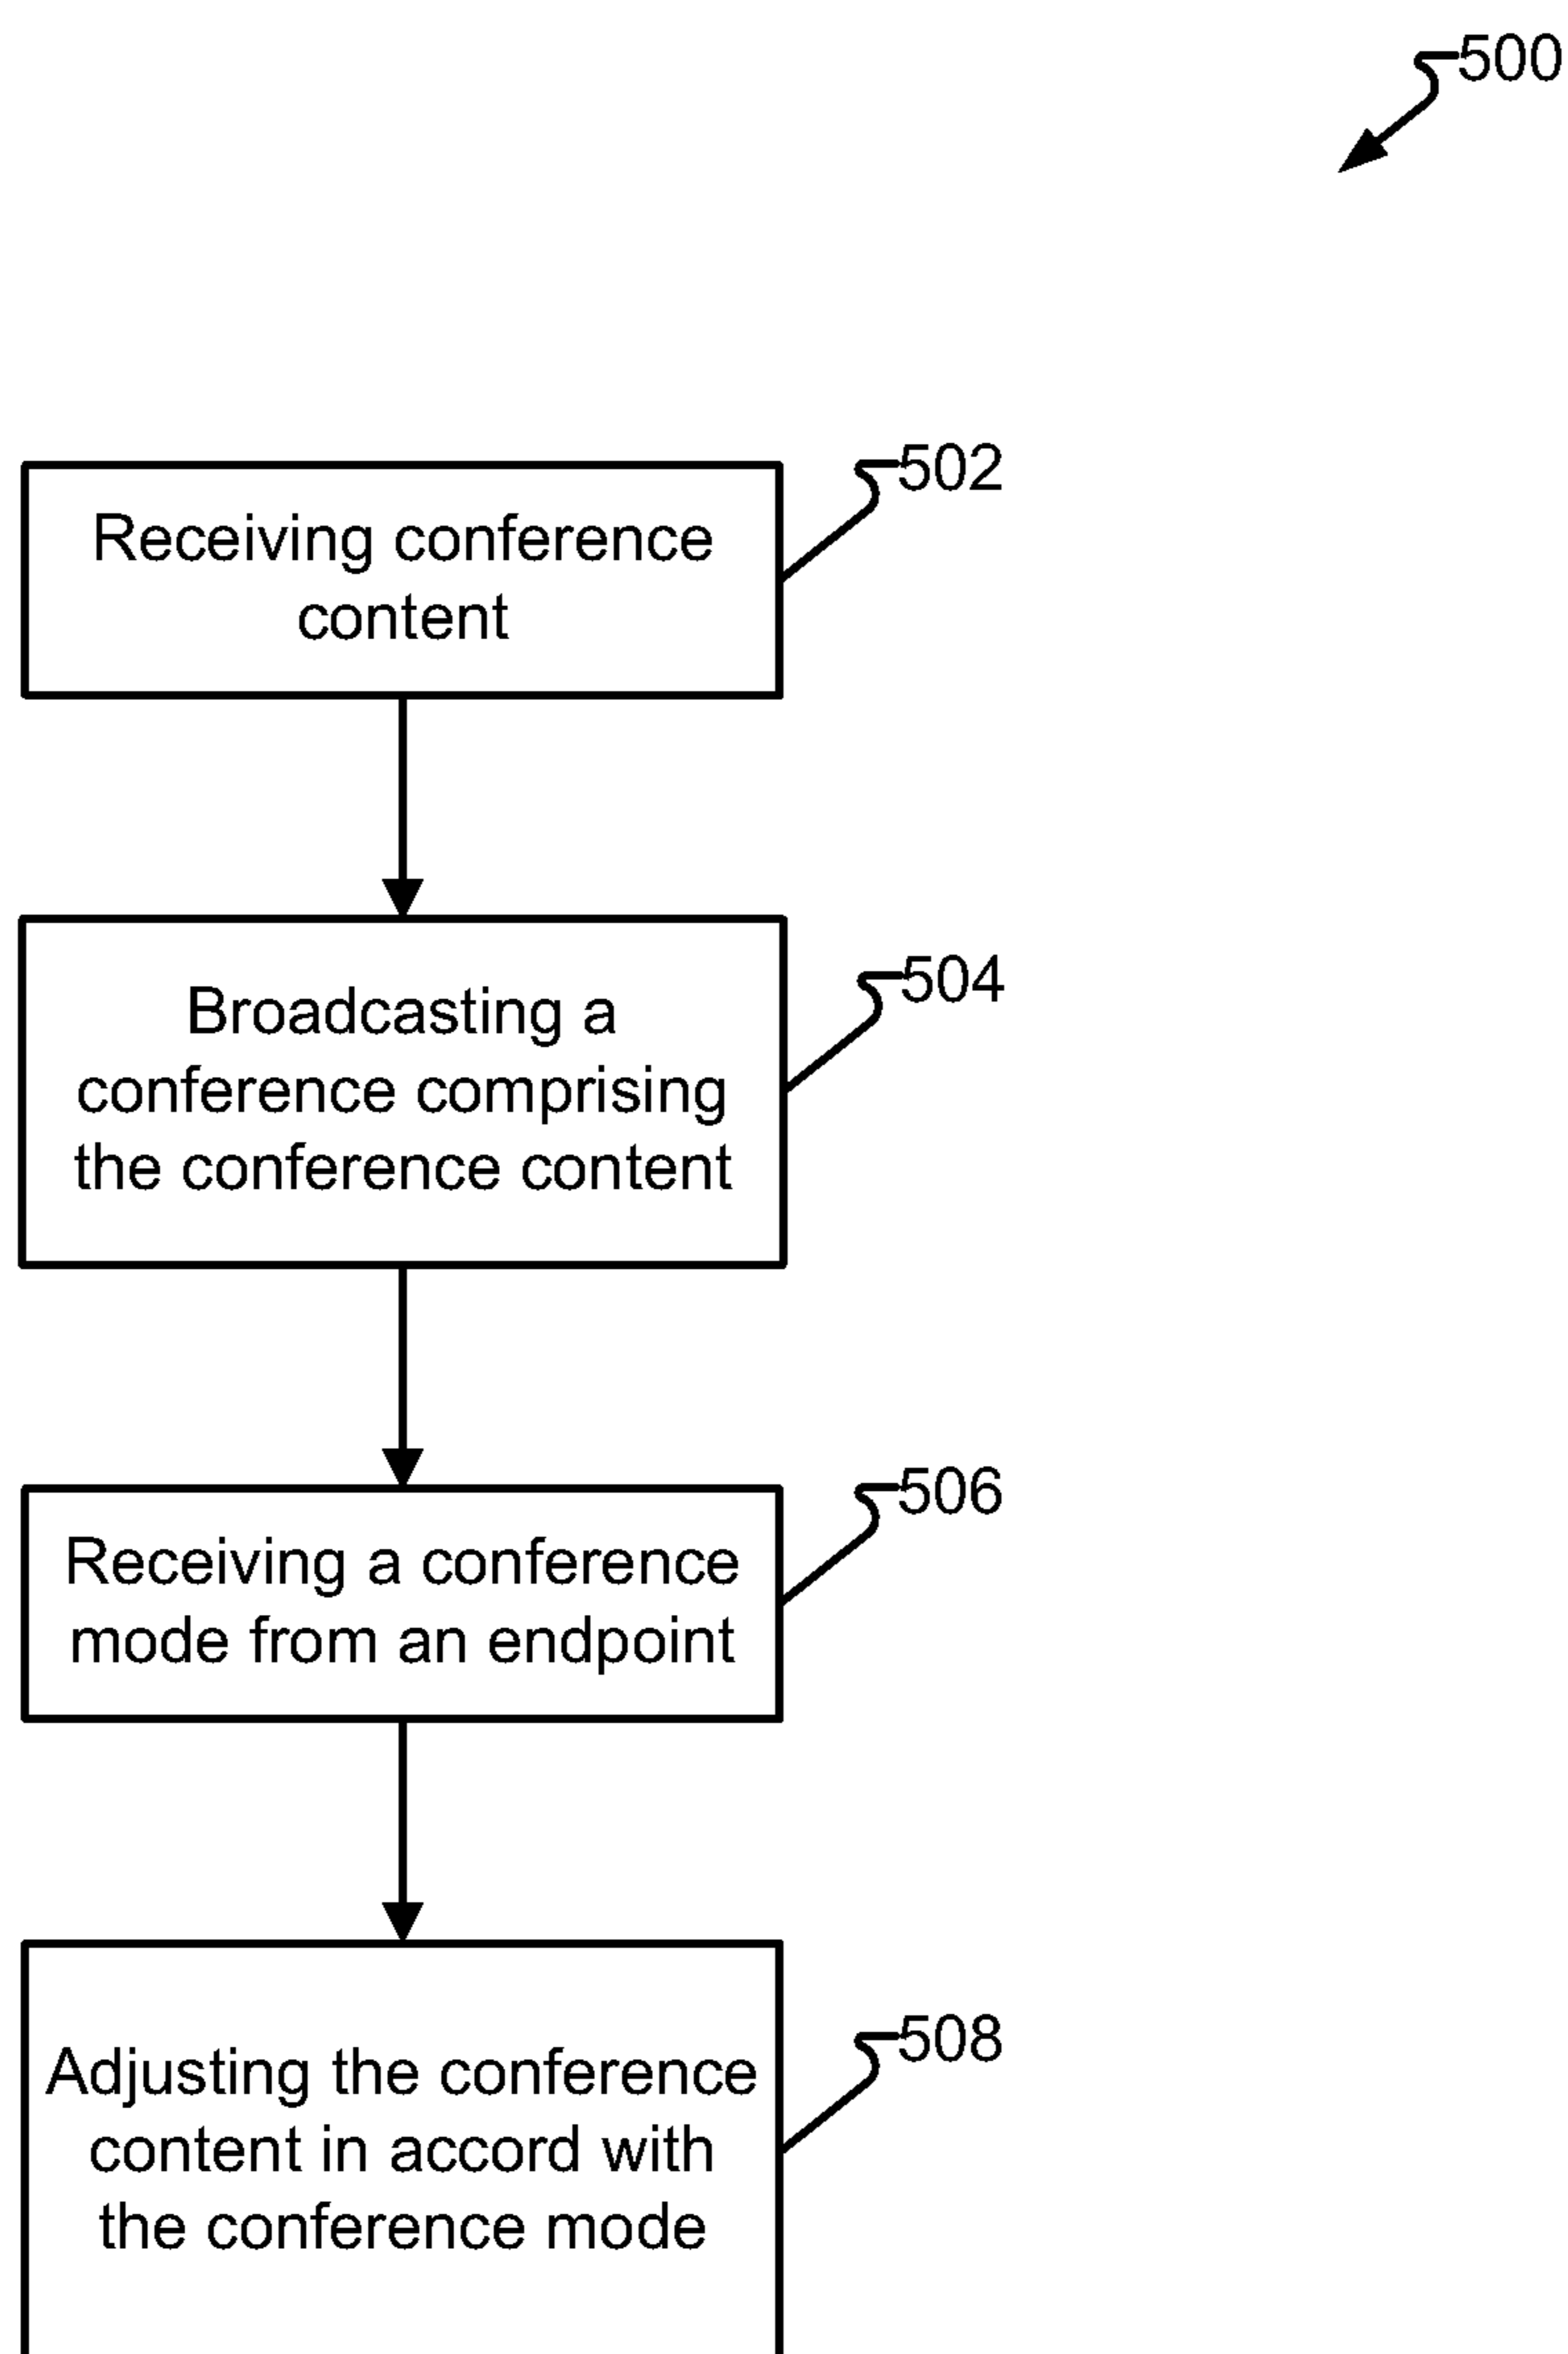 500
Receiving conference
content
502
Broadcasting a
conference comprising
the conference content
504
Receiving a conference
mode from an endpoint
506
Adjusting the conference
content in accord with
the conference mode
508